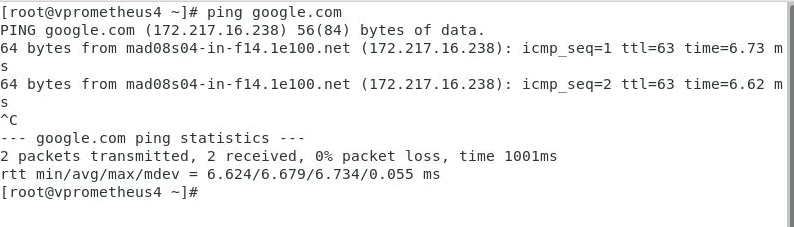 [root@vprometheus4 ~]# ping google.com
PING google.com (172.217.16.238) 56(84) bytes of data.
64 bytes from mad08s04-in-f14.1e100.net (172.217.16.238): icmp_seq=1 ttl=63 time=6.73 m
s
64 bytes from mad08s04-in-f14.1e100.net (172.217.16.238): icmp_seq=2 ttl=63 time=6.62 m
s
^C
--- google.com ping statistics ---
2 packets transmitted, 2 received, 0% packet loss, time 1001ms
rtt min/avg/max/mdev = 6.624/6.679/6.734/0.055 ms
[root@vprometheus4 ~]#